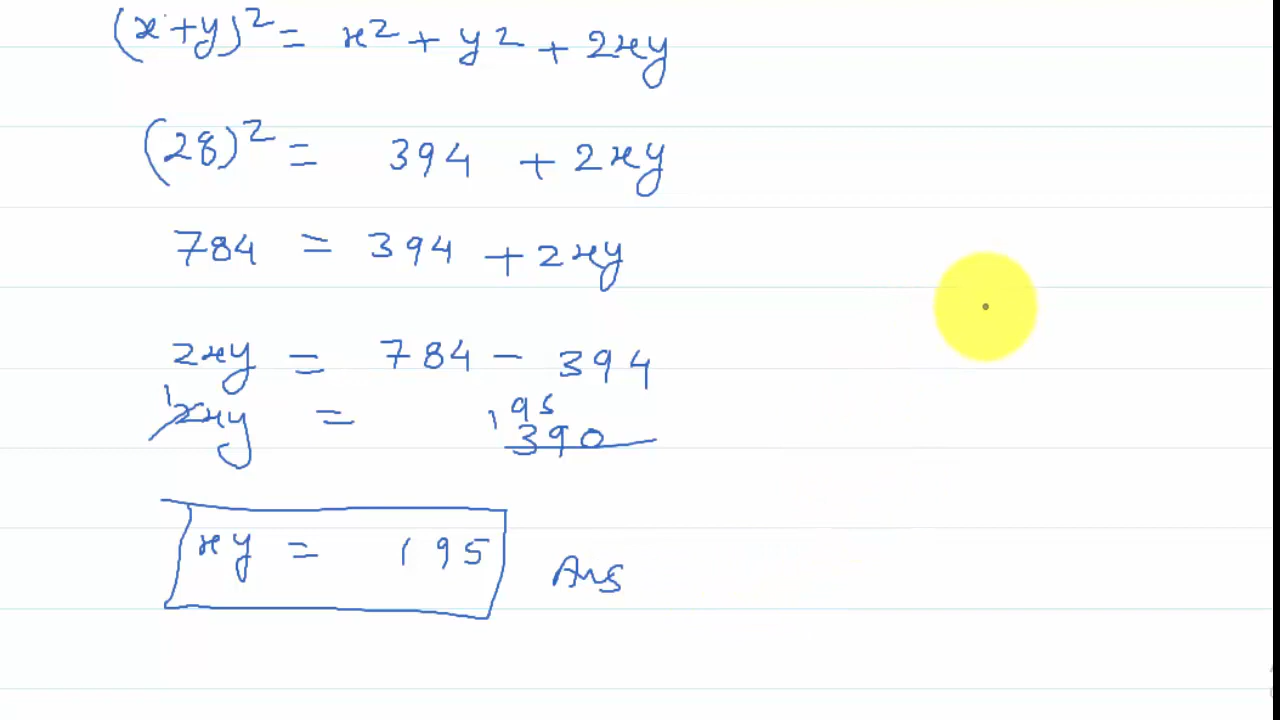 (x+y)² = x² + y² + 2xy
(28)² = 394 + 2xy
784 = 394 + 2xy
2xy = 784 - 394
1 195
2xy = 390
xy = 195 Ans